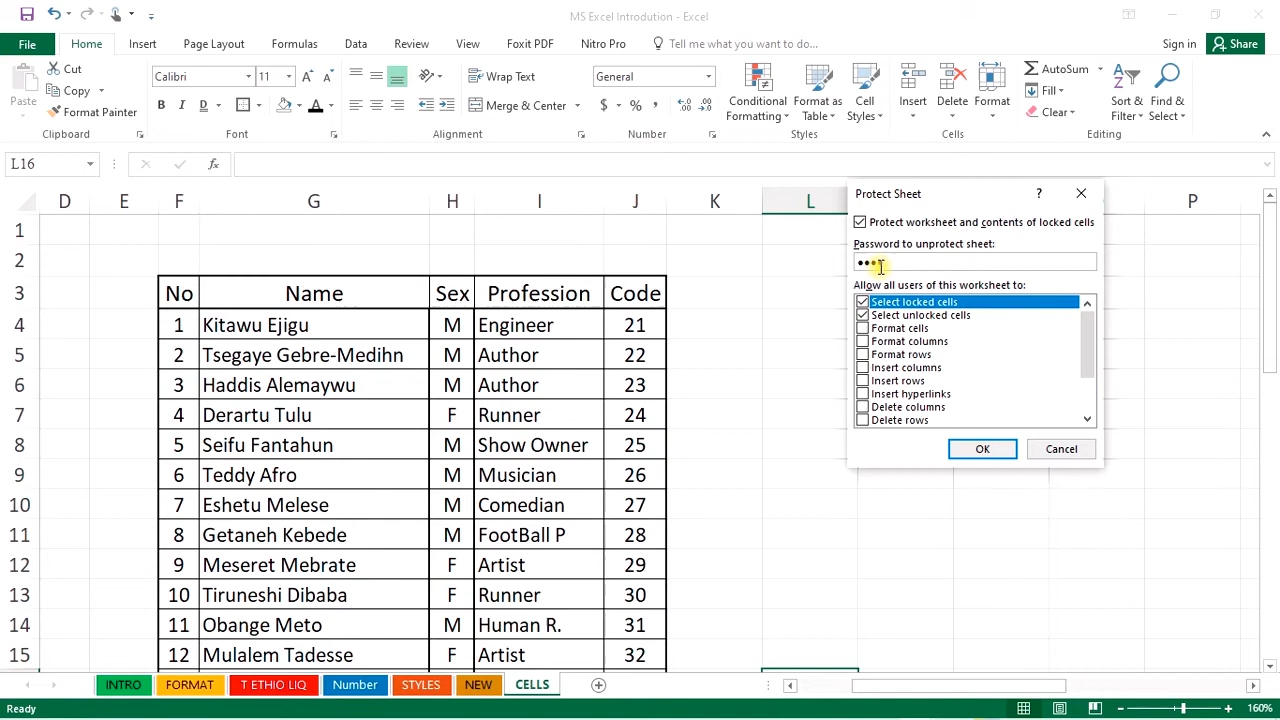 MS Excel Introdution - Excel
File Home Insert Page Layout Formulas Data Review View Foxit PDF Nitro Pro Tell me what you want to do... Sign in Share
Paste Cut Copy Format Painter
Calibri 11 A A B I D A
Wrap Text Merge & Center
General $ % , .00
Conditional Formatting Format as Table Cell Styles
Insert Delete Format
AutoSum Fill Clear Sort & Filter Find & Select
Clipboard Font Alignment Number Styles Cells Editing
L16 fx
D E F G H I J K L P
1
2
3 No Name Sex Profession Code
4 1 Kitawu Ejigu M Engineer 21
5 2 Tsegaye Gebre-Medihn M Author 22
6 3 Haddis Alemaywu M Author 23
7 4 Derartu Tulu F Runner 24
8 5 Seifu Fantahun M Show Owner 25
9 6 Teddy Afro M Musician 26
10 7 Eshetu Melese M Comedian 27
11 8 Getaneh Kebede M FootBall P 28
12 9 Meseret Mebrate F Artist 29
13 10 Tiruneshi Dibaba F Runner 30
14 11 Obange Meto M Human R. 31
15 12 Mulalem Tadesse F Artist 32
Protect Sheet ?
Protect worksheet and contents of locked cells
Password to unprotect sheet:
Allow all users of this worksheet to:
Select locked cells
Select unlocked cells
Format cells
Format columns
Format rows
Insert columns
Insert rows
Insert hyperlinks
Delete columns
Delete rows
OK Cancel
INTRO FORMAT T ETHIO LIQ Number STYLES NEW CELLS
Ready 160%